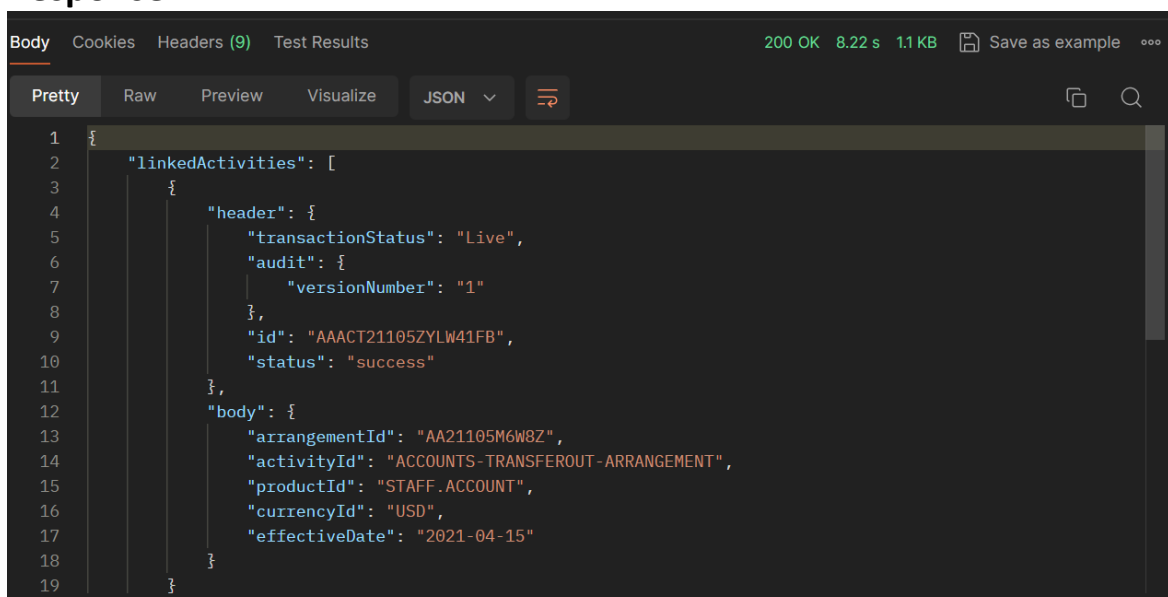 Body Cookies Headers (9) Test Results 200 OK 8.22 s 1.1 KB Save as example
Pretty Raw Preview Visualize JSON
1 {
2 "linkedActivities": [
3 {
4 "header": {
5 "transactionStatus": "Live",
6 "audit": {
7 "versionNumber": "1"
8 },
9 "id": "AAACT21105ZYLW41FB",
10 "status": "success"
11 },
12 "body": {
13 "arrangementId": "AA21105M6W8Z",
14 "activityId": "ACCOUNTS-TRANSFEROUT-ARRANGEMENT",
15 "productId": "STAFF.ACCOUNT",
16 "currencyId": "USD",
17 "effectiveDate": "2021-04-15"
18 }
19 }